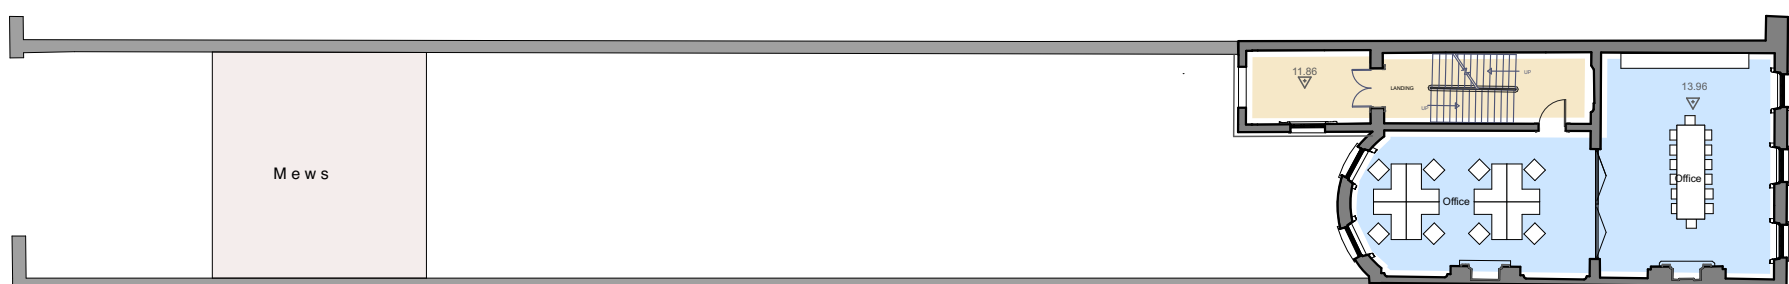 11.86
UP
13.96
LANDING
UP
Mews
Office
Office